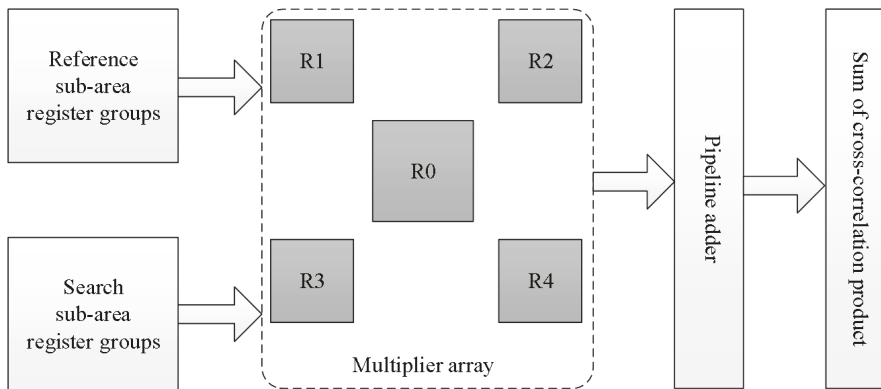 Reference
sub-area
register groups
R1
R2
R0
R3
R4
Multiplier array
Search
sub-area
register groups
Pipeline adder
Sum of cross-correlation product